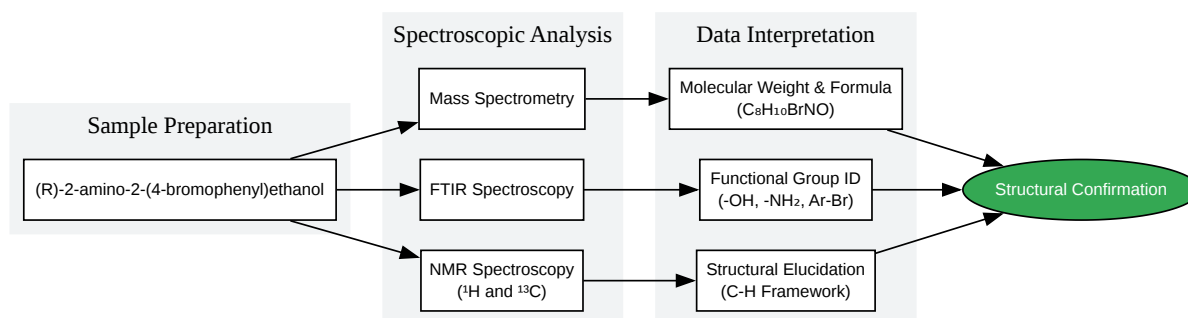 Sample Preparation
(R)-2-amino-2-(4-bromophenyl)ethanol
Spectroscopic Analysis
Mass Spectrometry
FTIR Spectroscopy
NMR Spectroscopy
(¹H and ¹³C)
Data Interpretation
Molecular Weight & Formula
(C₈H₁₀BrNO)
Functional Group ID
(-OH, -NH₂, Ar-Br)
Structural Elucidation
(C-H Framework)
Structural Confirmation